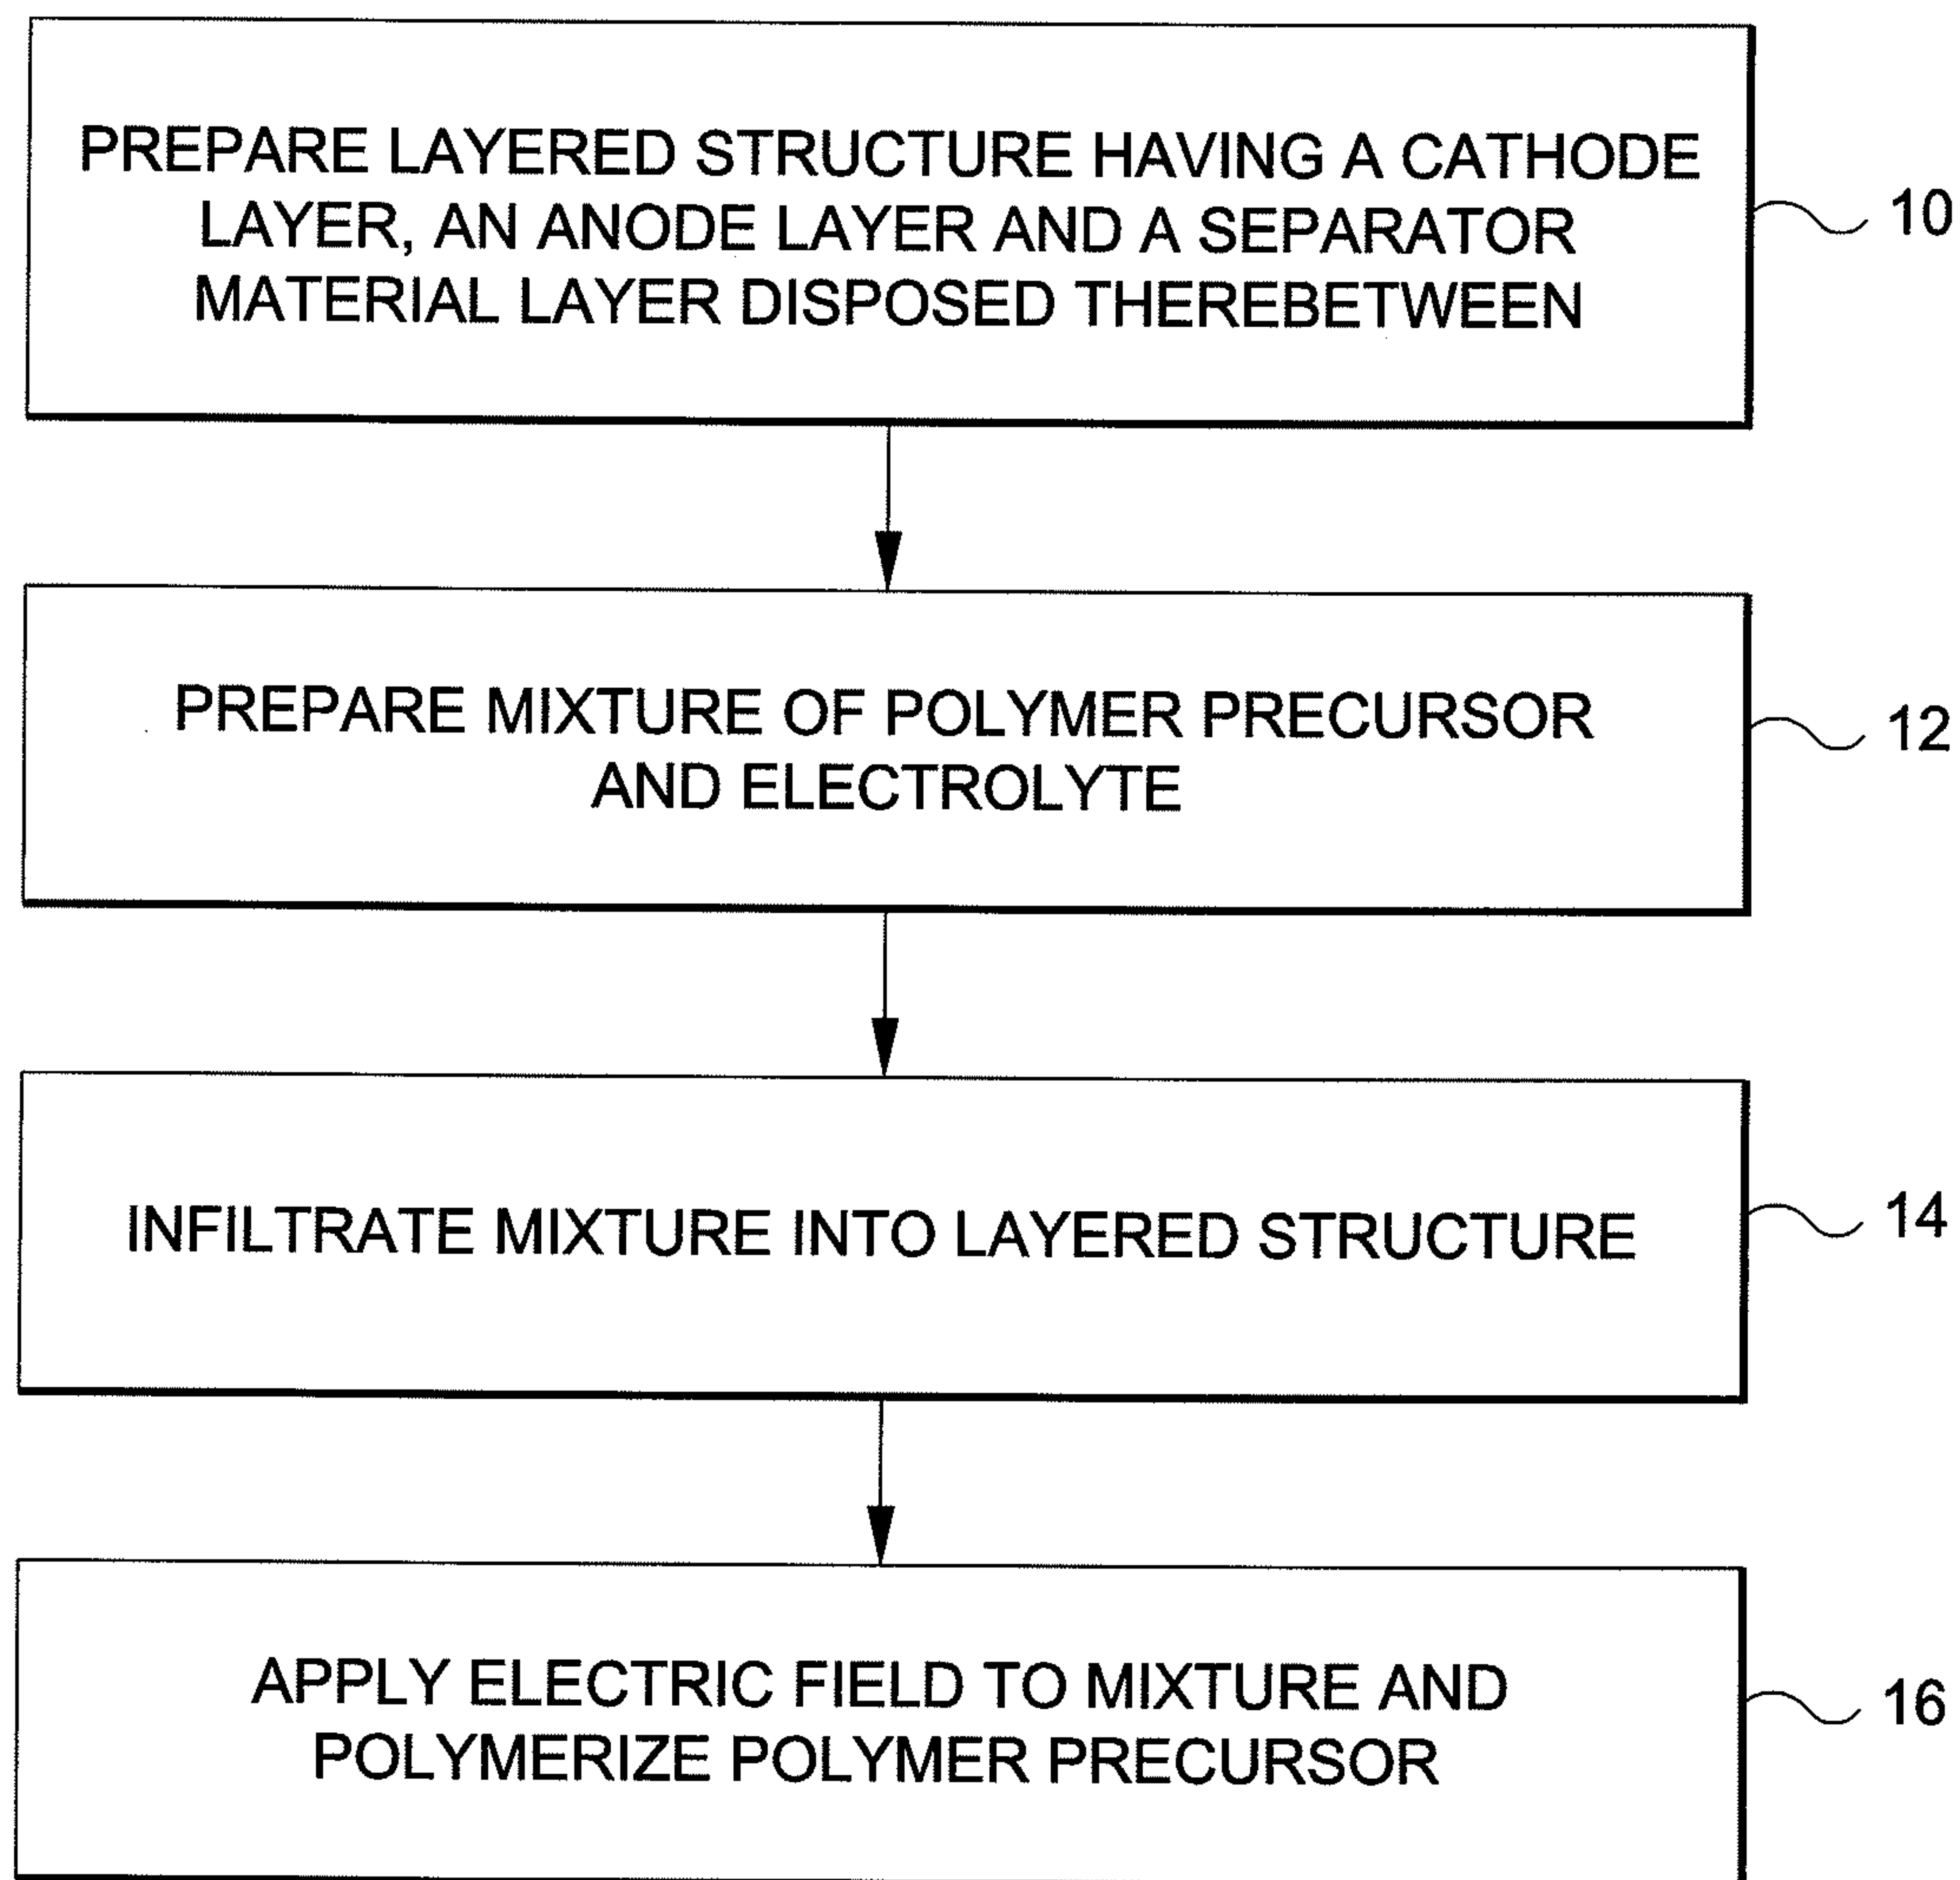 PREPARE LAYERED STRUCTURE HAVING A CATHODE
LAYER, AN ANODE LAYER AND A SEPARATOR
MATERIAL LAYER DISPOSED THEREBETWEEN
10
PREPARE MIXTURE OF POLYMER PRECURSOR
AND ELECTROLYTE
12
INFILTRATE MIXTURE INTO LAYERED STRUCTURE
14
APPLY ELECTRIC FIELD TO MIXTURE AND
POLYMERIZE POLYMER PRECURSOR
16